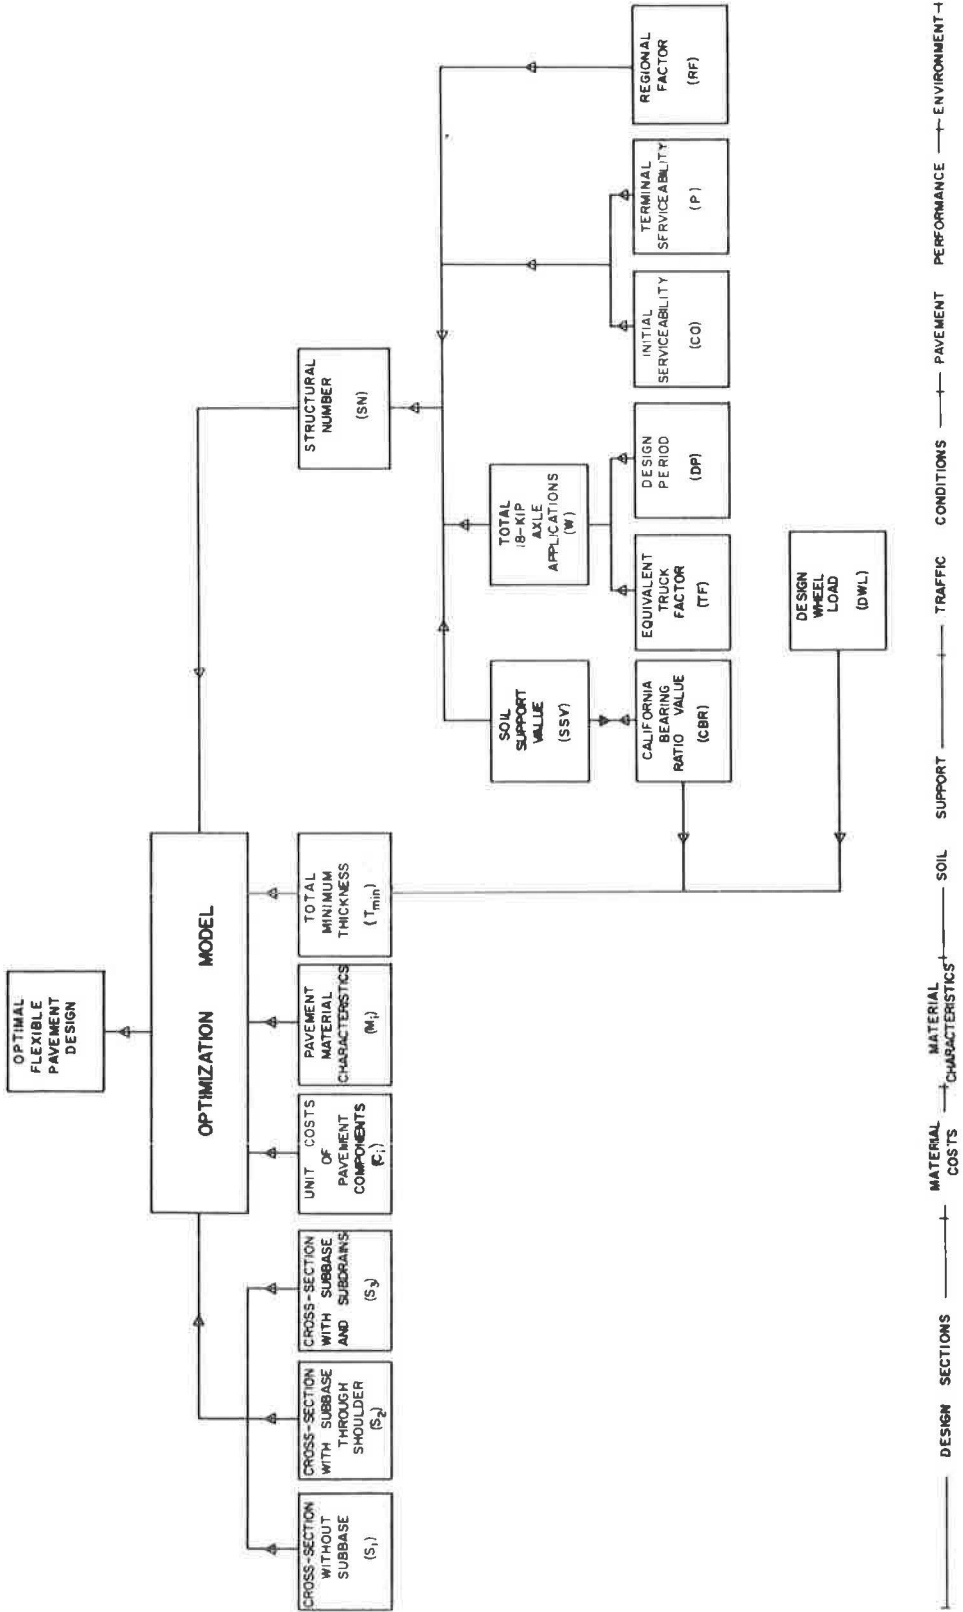 OPTIMAL
FLEXIBLE
PAVEMENT
DESIGN
OPTIMIZATION MODEL
CROSS-SECTION
WITHOUT
SUBBASE
(S1)
CROSS-SECTION
WITH SUBBASE
THROUGH
SHOULDER
(S2)
CROSS-SECTION
WITH SUBBASE
AND SUBDRAINS
(S3)
UNIT COSTS
OF
PAVEMENT
COMPONENTS
(Ci)
PAVEMENT
MATERIAL
CHARACTERISTICS
(Mi)
TOTAL
MINIMUM
THICKNESS
(Tmin)
STRUCTURAL
NUMBER
(SN)
SOIL
SUPPORT
VALUE
(SSV)
TOTAL
18-KIP
AXLE
APPLICATIONS
(W)
CALIFORNIA
BEARING
RATIO VALUE
(CBR)
EQUIVALENT
TRUCK
FACTOR
(TF)
DESIGN
PERIOD
(DP)
INITIAL
SERVICEABILITY
(CO)
TERMINAL
SERVICEABILITY
(P)
REGIONAL
FACTOR
(RF)
DESIGN
WHEEL
LOAD
(DWL)
DESIGN SECTIONS
MATERIAL
COSTS
MATERIAL
CHARACTERISTICS
SOIL SUPPORT
TRAFFIC CONDITIONS
PAVEMENT PERFORMANCE
ENVIRONMENT